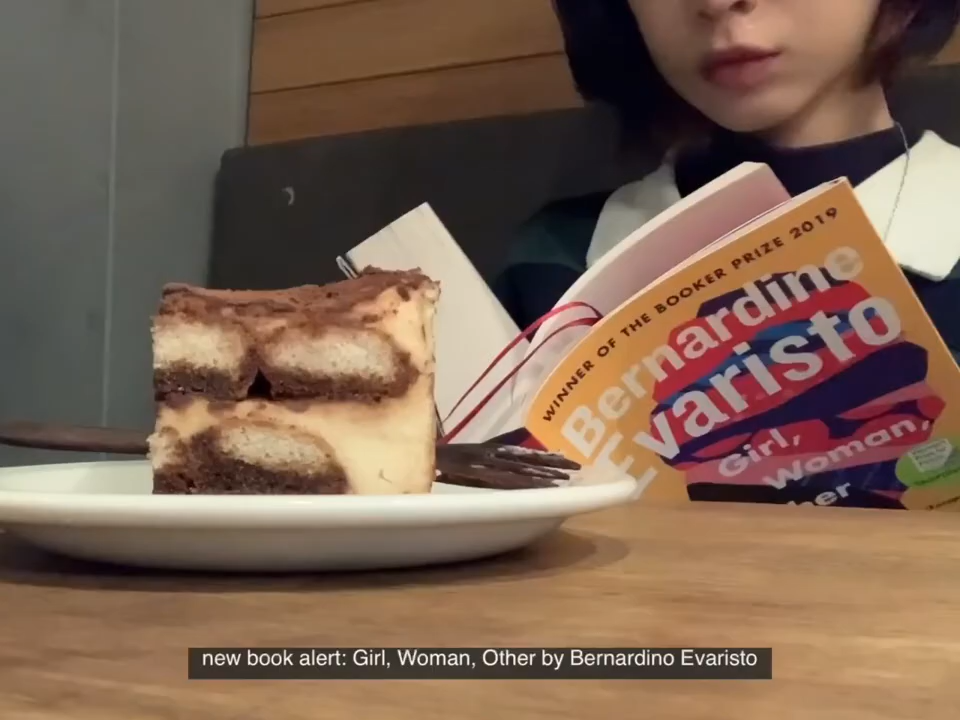 WINNER OF THE BOOKER PRIZE 2019
Bernardine
Evaristo
Girl,
Woman,
her
new book alert: Girl, Woman, Other by Bernardino Evaristo